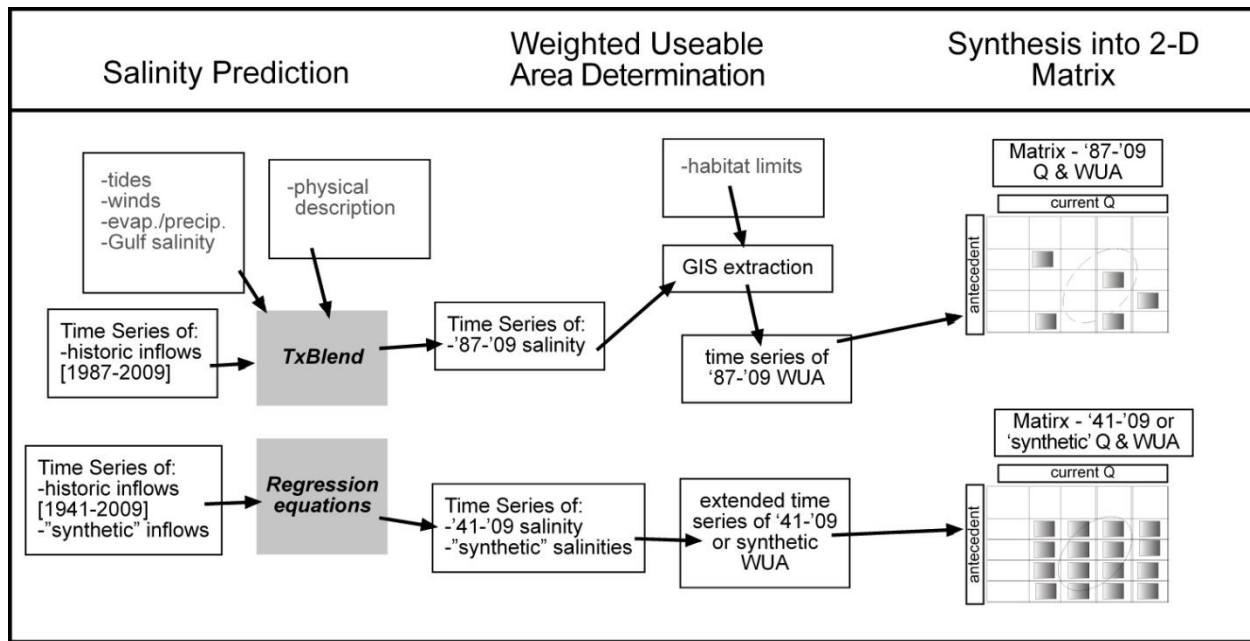 Salinity Prediction
Weighted Useable
Area Determination
Synthesis into 2-D
Matrix
-tides
-winds
-evap./precip.
-Gulf salinity
-physical
description
Time Series of:
-historic inflows
[1987-2009]
TxBlend
Time Series of:
-'87-'09 salinity
-habitat limits
GIS extraction
time series of
'87-'09 WUA
Matrix - '87-'09
Q & WUA
current Q
antecedent
Time Series of:
-historic inflows
[1941-2009]
-"synthetic" inflows
Regression
equations
Time Series of:
-'41-'09 salinity
-"synthetic" salinities
extended time
series of '41-'09
or synthetic
WUA
Matirx - '41-'09 or
'synthetic' Q & WUA
current Q
antecedent